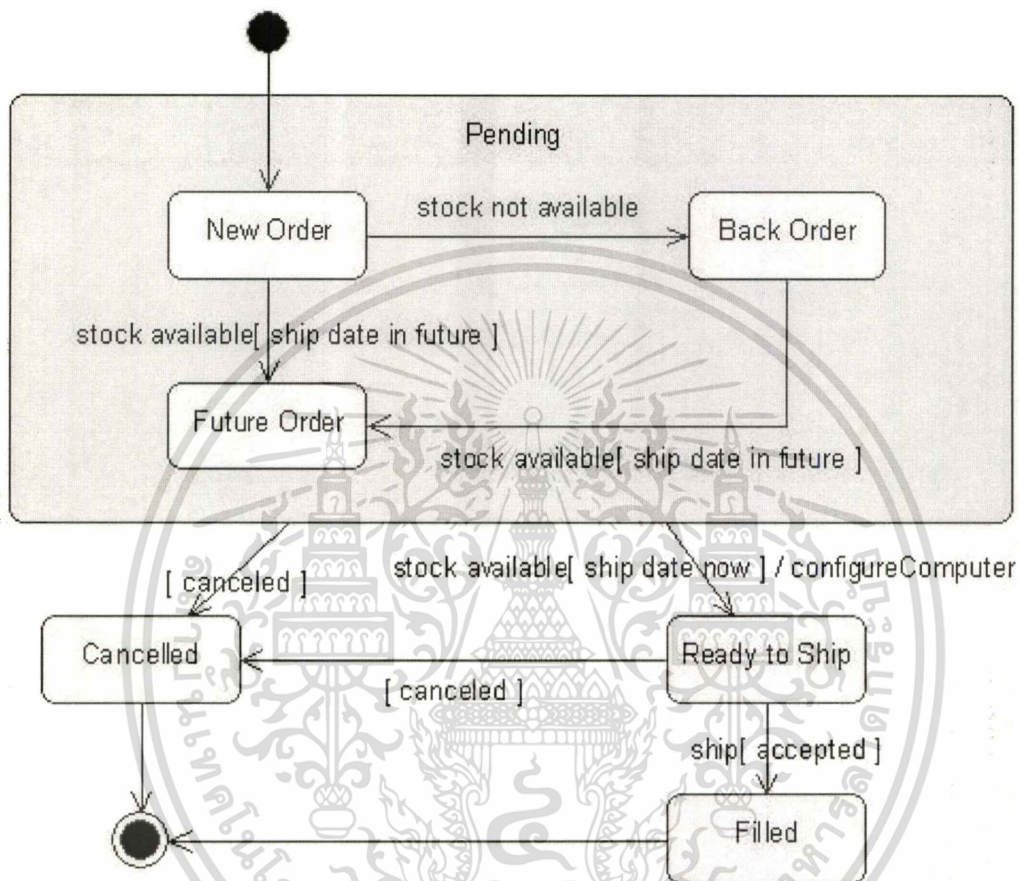 Pending
New Order
stock not available
Back Order
stock available[ ship date in future ]
Future Order
stock available[ ship date in future ]
[ canceled ]
stock available[ ship date now ] / configureComputer
Cancelled
Ready to Ship
[ canceled ]
ship[ accepted ]
Filled